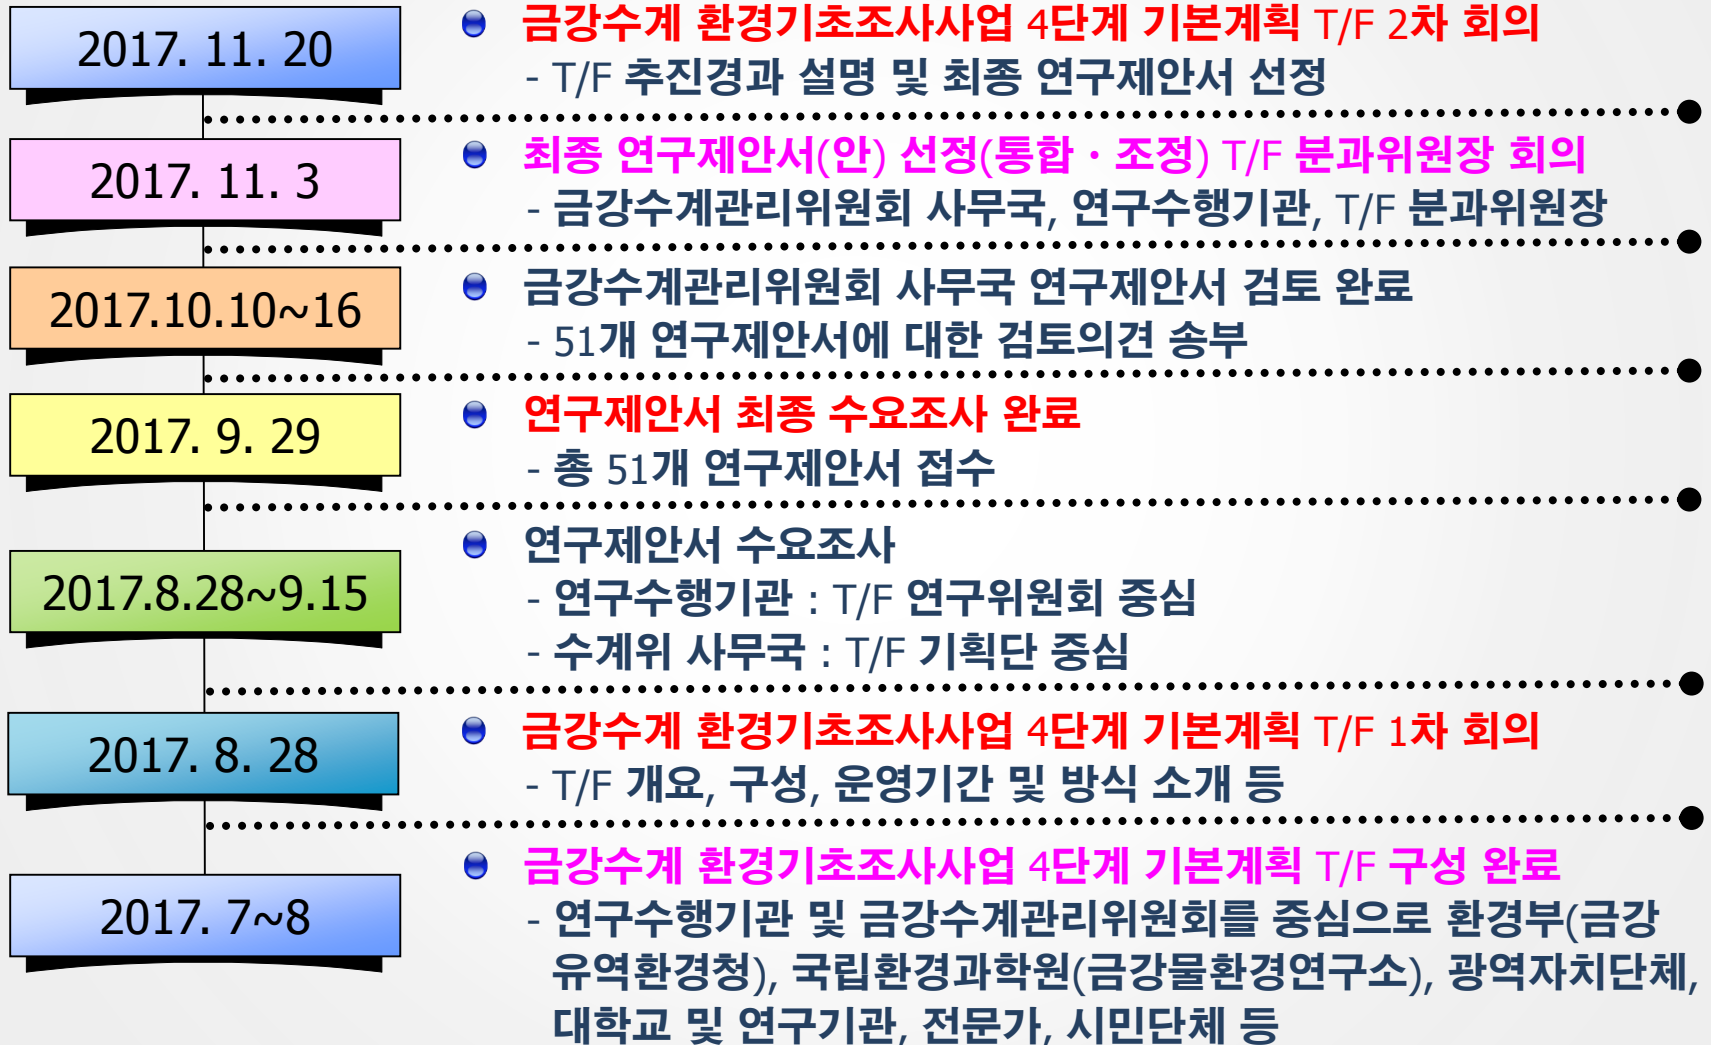 2017. 11. 20
금강수계 환경기초조사사업 4단계 기본계획 T/F 2차 회의
- T/F 추진경과 설명 및 최종 연구제안서 선정
2017. 11. 3
최종 연구제안서(안) 선정(통합 · 조정) T/F 분과위원장 회의
- 금강수계관리위원회 사무국, 연구수행기관, T/F 분과위원장
2017.10.10~16
금강수계관리위원회 사무국 연구제안서 검토 완료
- 51개 연구제안서에 대한 검토의견 송부
2017. 9. 29
연구제안서 최종 수요조사 완료
- 총 51개 연구제안서 접수
2017.8.28~9.15
연구제안서 수요조사
- 연구수행기관 : T/F 연구위원회 중심
- 수계위 사무국 : T/F 기획단 중심
2017. 8. 28
금강수계 환경기초조사사업 4단계 기본계획 T/F 1차 회의
- T/F 개요, 구성, 운영기간 및 방식 소개 등
2017. 7~8
금강수계 환경기초조사사업 4단계 기본계획 T/F 구성 완료
- 연구수행기관 및 금강수계관리위원회를 중심으로 환경부(금강
유역환경청), 국립환경과학원(금강물환경연구소), 광역자치단체,
대학교 및 연구기관, 전문가, 시민단체 등